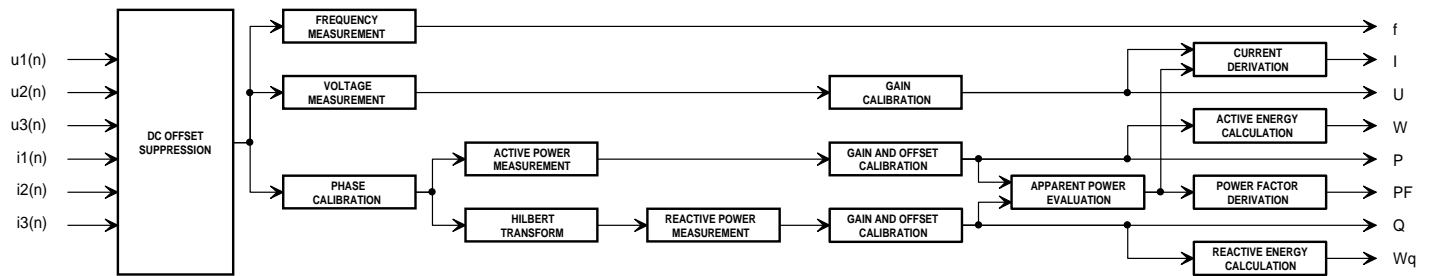 u1(n)
u2(n)
u3(n)
i1(n)
i2(n)
i3(n)
DC OFFSET
SUPPRESSION
FREQUENCY
MEASUREMENT
VOLTAGE
MEASUREMENT
PHASE
CALIBRATION
ACTIVE POWER
MEASUREMENT
HILBERT
TRANSFORM
REACTIVE POWER
MEASUREMENT
GAIN
CALIBRATION
GAIN AND OFFSET
CALIBRATION
GAIN AND OFFSET
CALIBRATION
APPARENT POWER
EVALUATION
CURRENT
DERIVATION
ACTIVE ENERGY
CALCULATION
POWER FACTOR
DERIVATION
REACTIVE ENERGY
CALCULATION
f
I
U
W
P
PF
Q
Wq